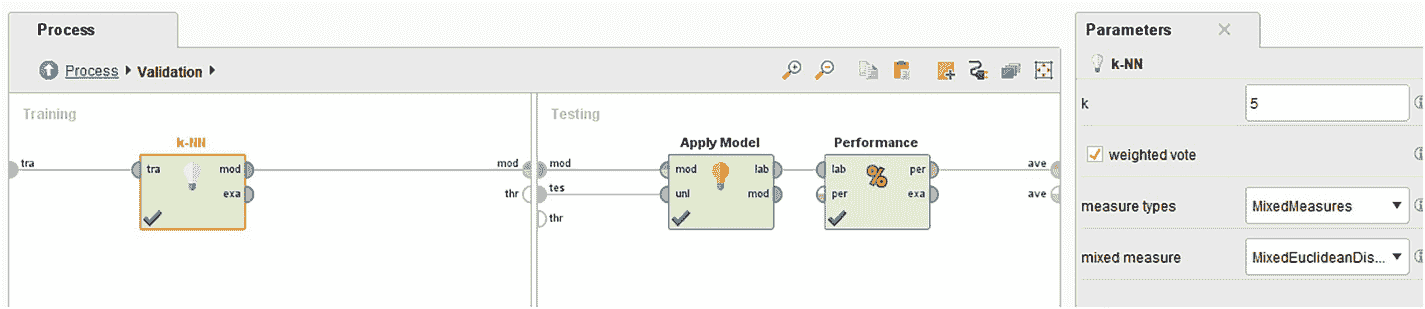 Process
Process Validation
Training
k-NN
tra
tra
mod
exa
mod
thr
Testing
mod
tes
thr
Apply Model
mod
lab
unl
mod
Performance
%
lab
per
per
exa
ave
ave
Parameters
k-NN
k
5
weighted vote
measure types
MixedMeasures
mixed measure
MixedEuclideanDis...